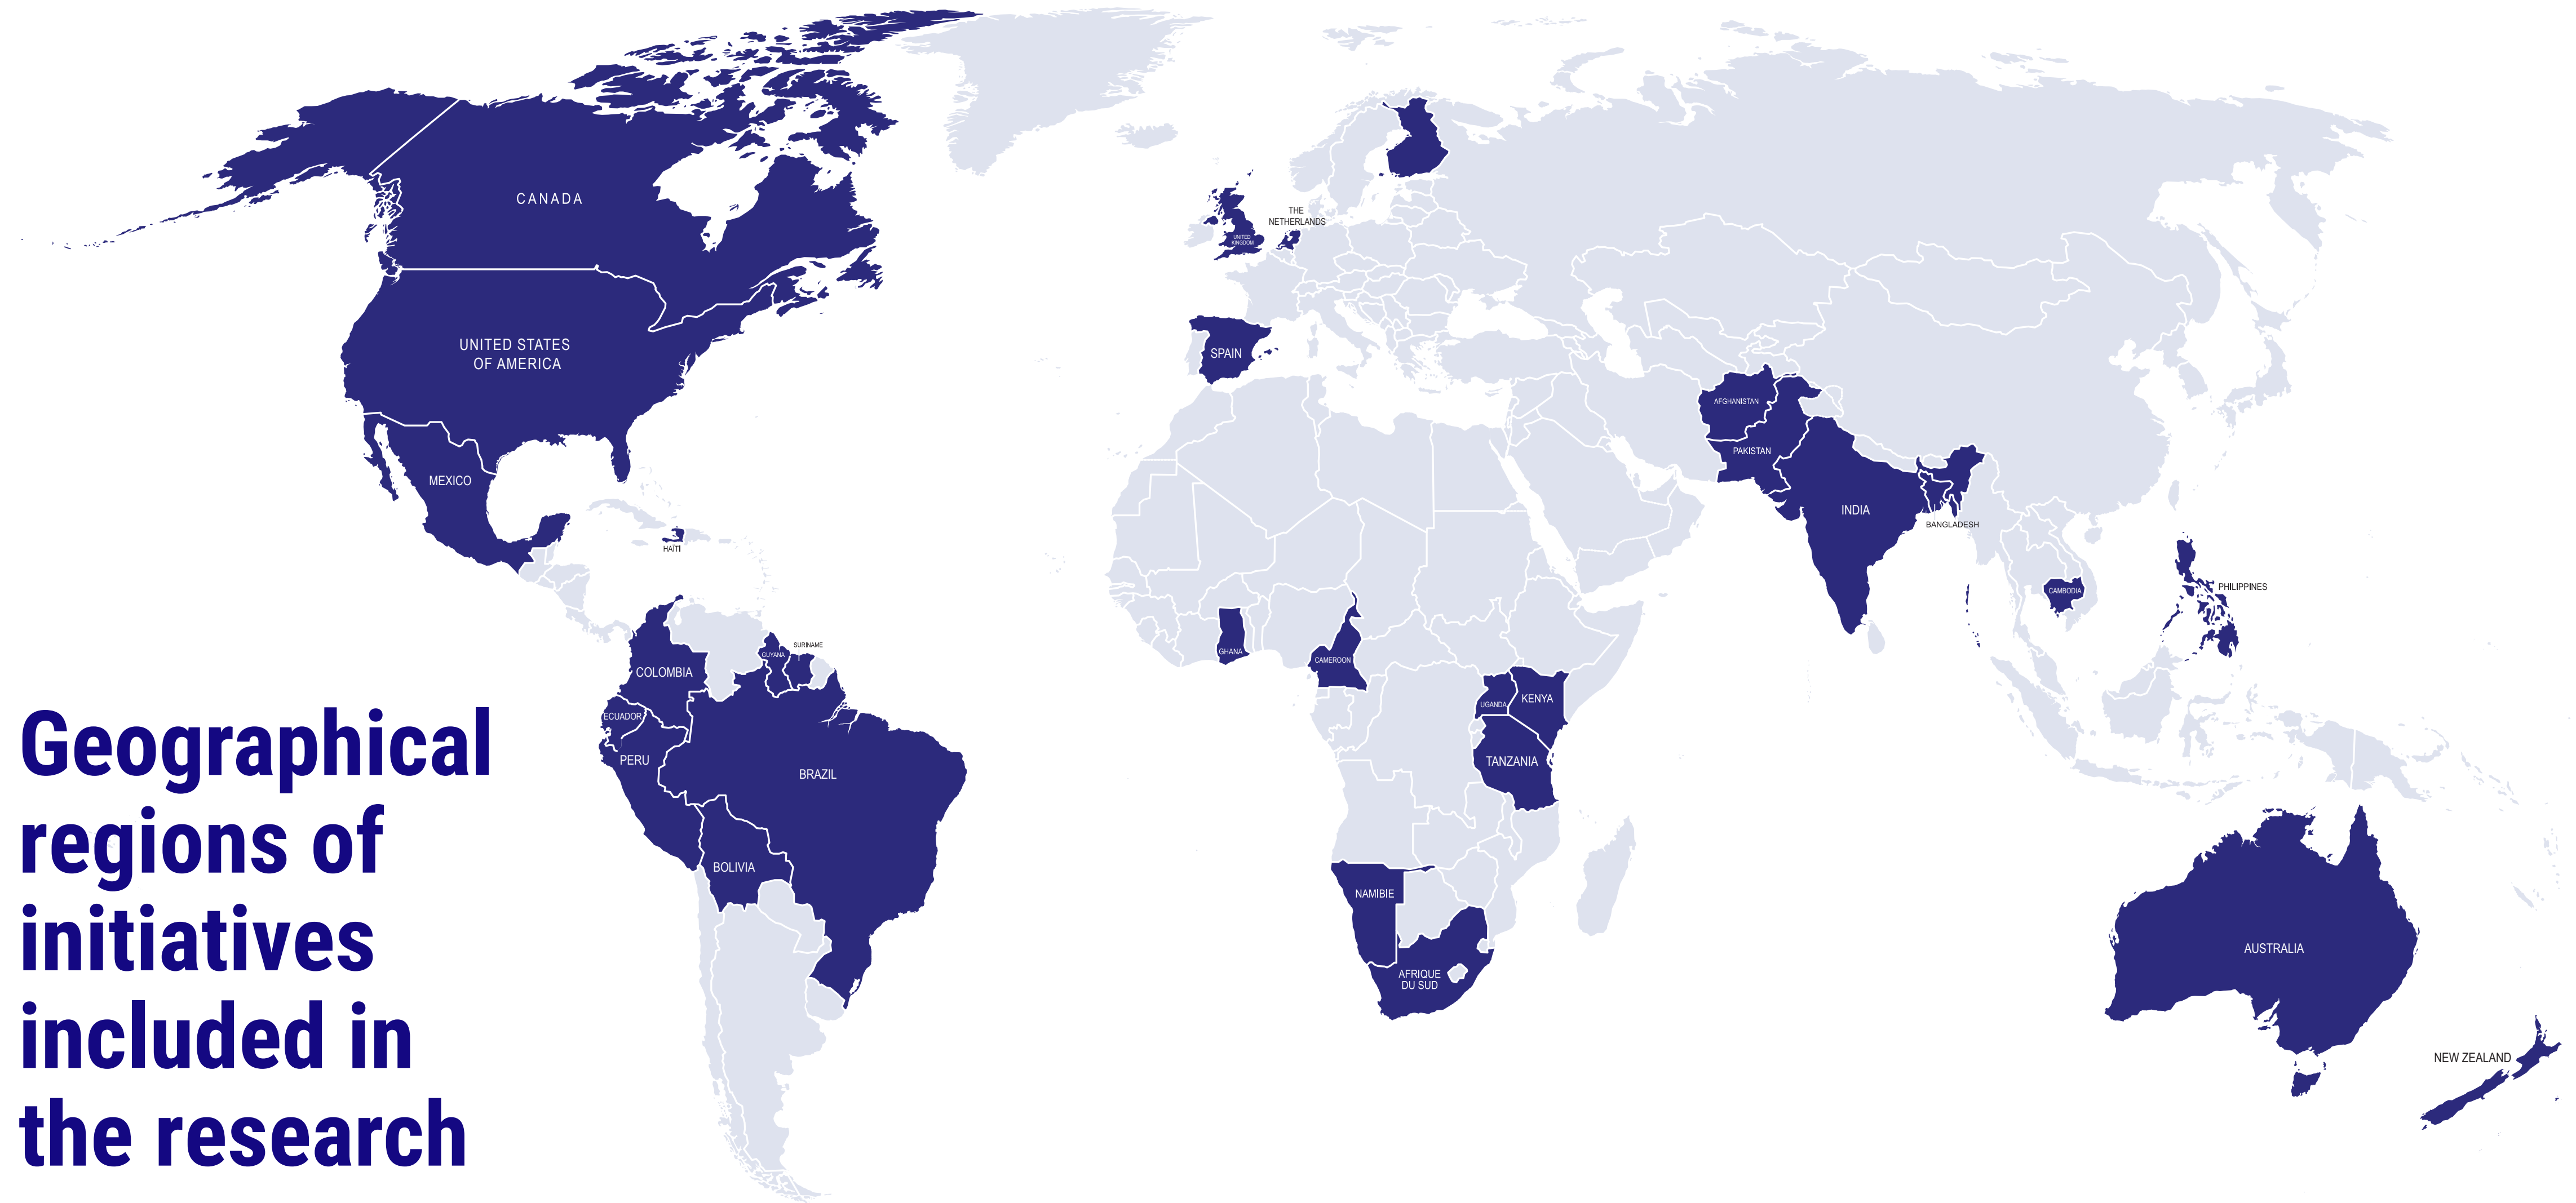 CANADA
UNITED STATES
OF AMERICA
MEXICO
HAÏTI
COLOMBIA
GUYANA
SURINAME
ECUADOR
PERU
BRAZIL
BOLIVIA
THE
NETHERLANDS
UNITED
KINGDOM
SPAIN
GHANA
CAMEROON
UGANDA
KENYA
TANZANIA
NAMIBIE
AFRIQUE
DU SUD
AFGHANISTAN
PAKISTAN
INDIA
BANGLADESH
CAMBODIA
PHILIPPINES
AUSTRALIA
NEW ZEALAND
Geographical
regions of
initiatives
included in
the research